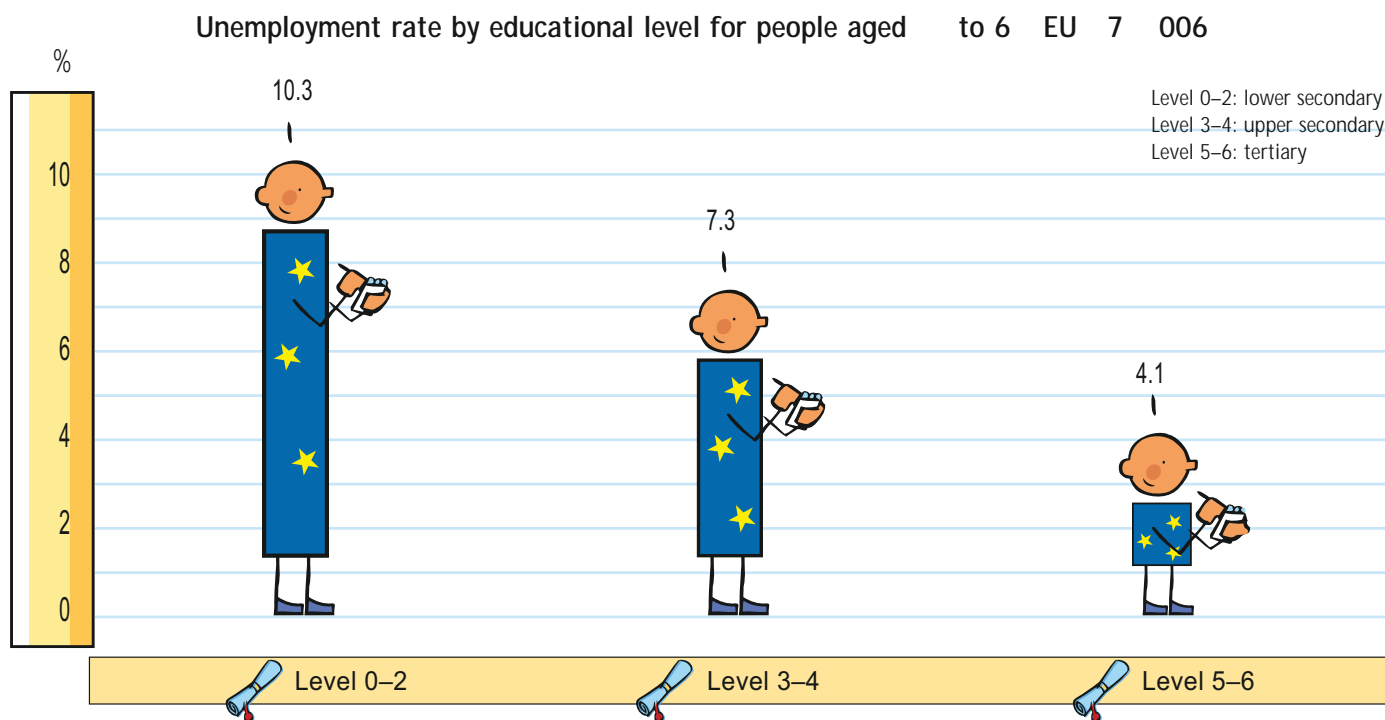 Unemployment rate by educational level for people aged to 6 EU 7 006
%
10.3
Level 0–2: lower secondary
Level 3–4: upper secondary
Level 5–6: tertiary
10
7.3
8
6
4.1
4
2
0
Level 0–2
Level 3–4
Level 5–6